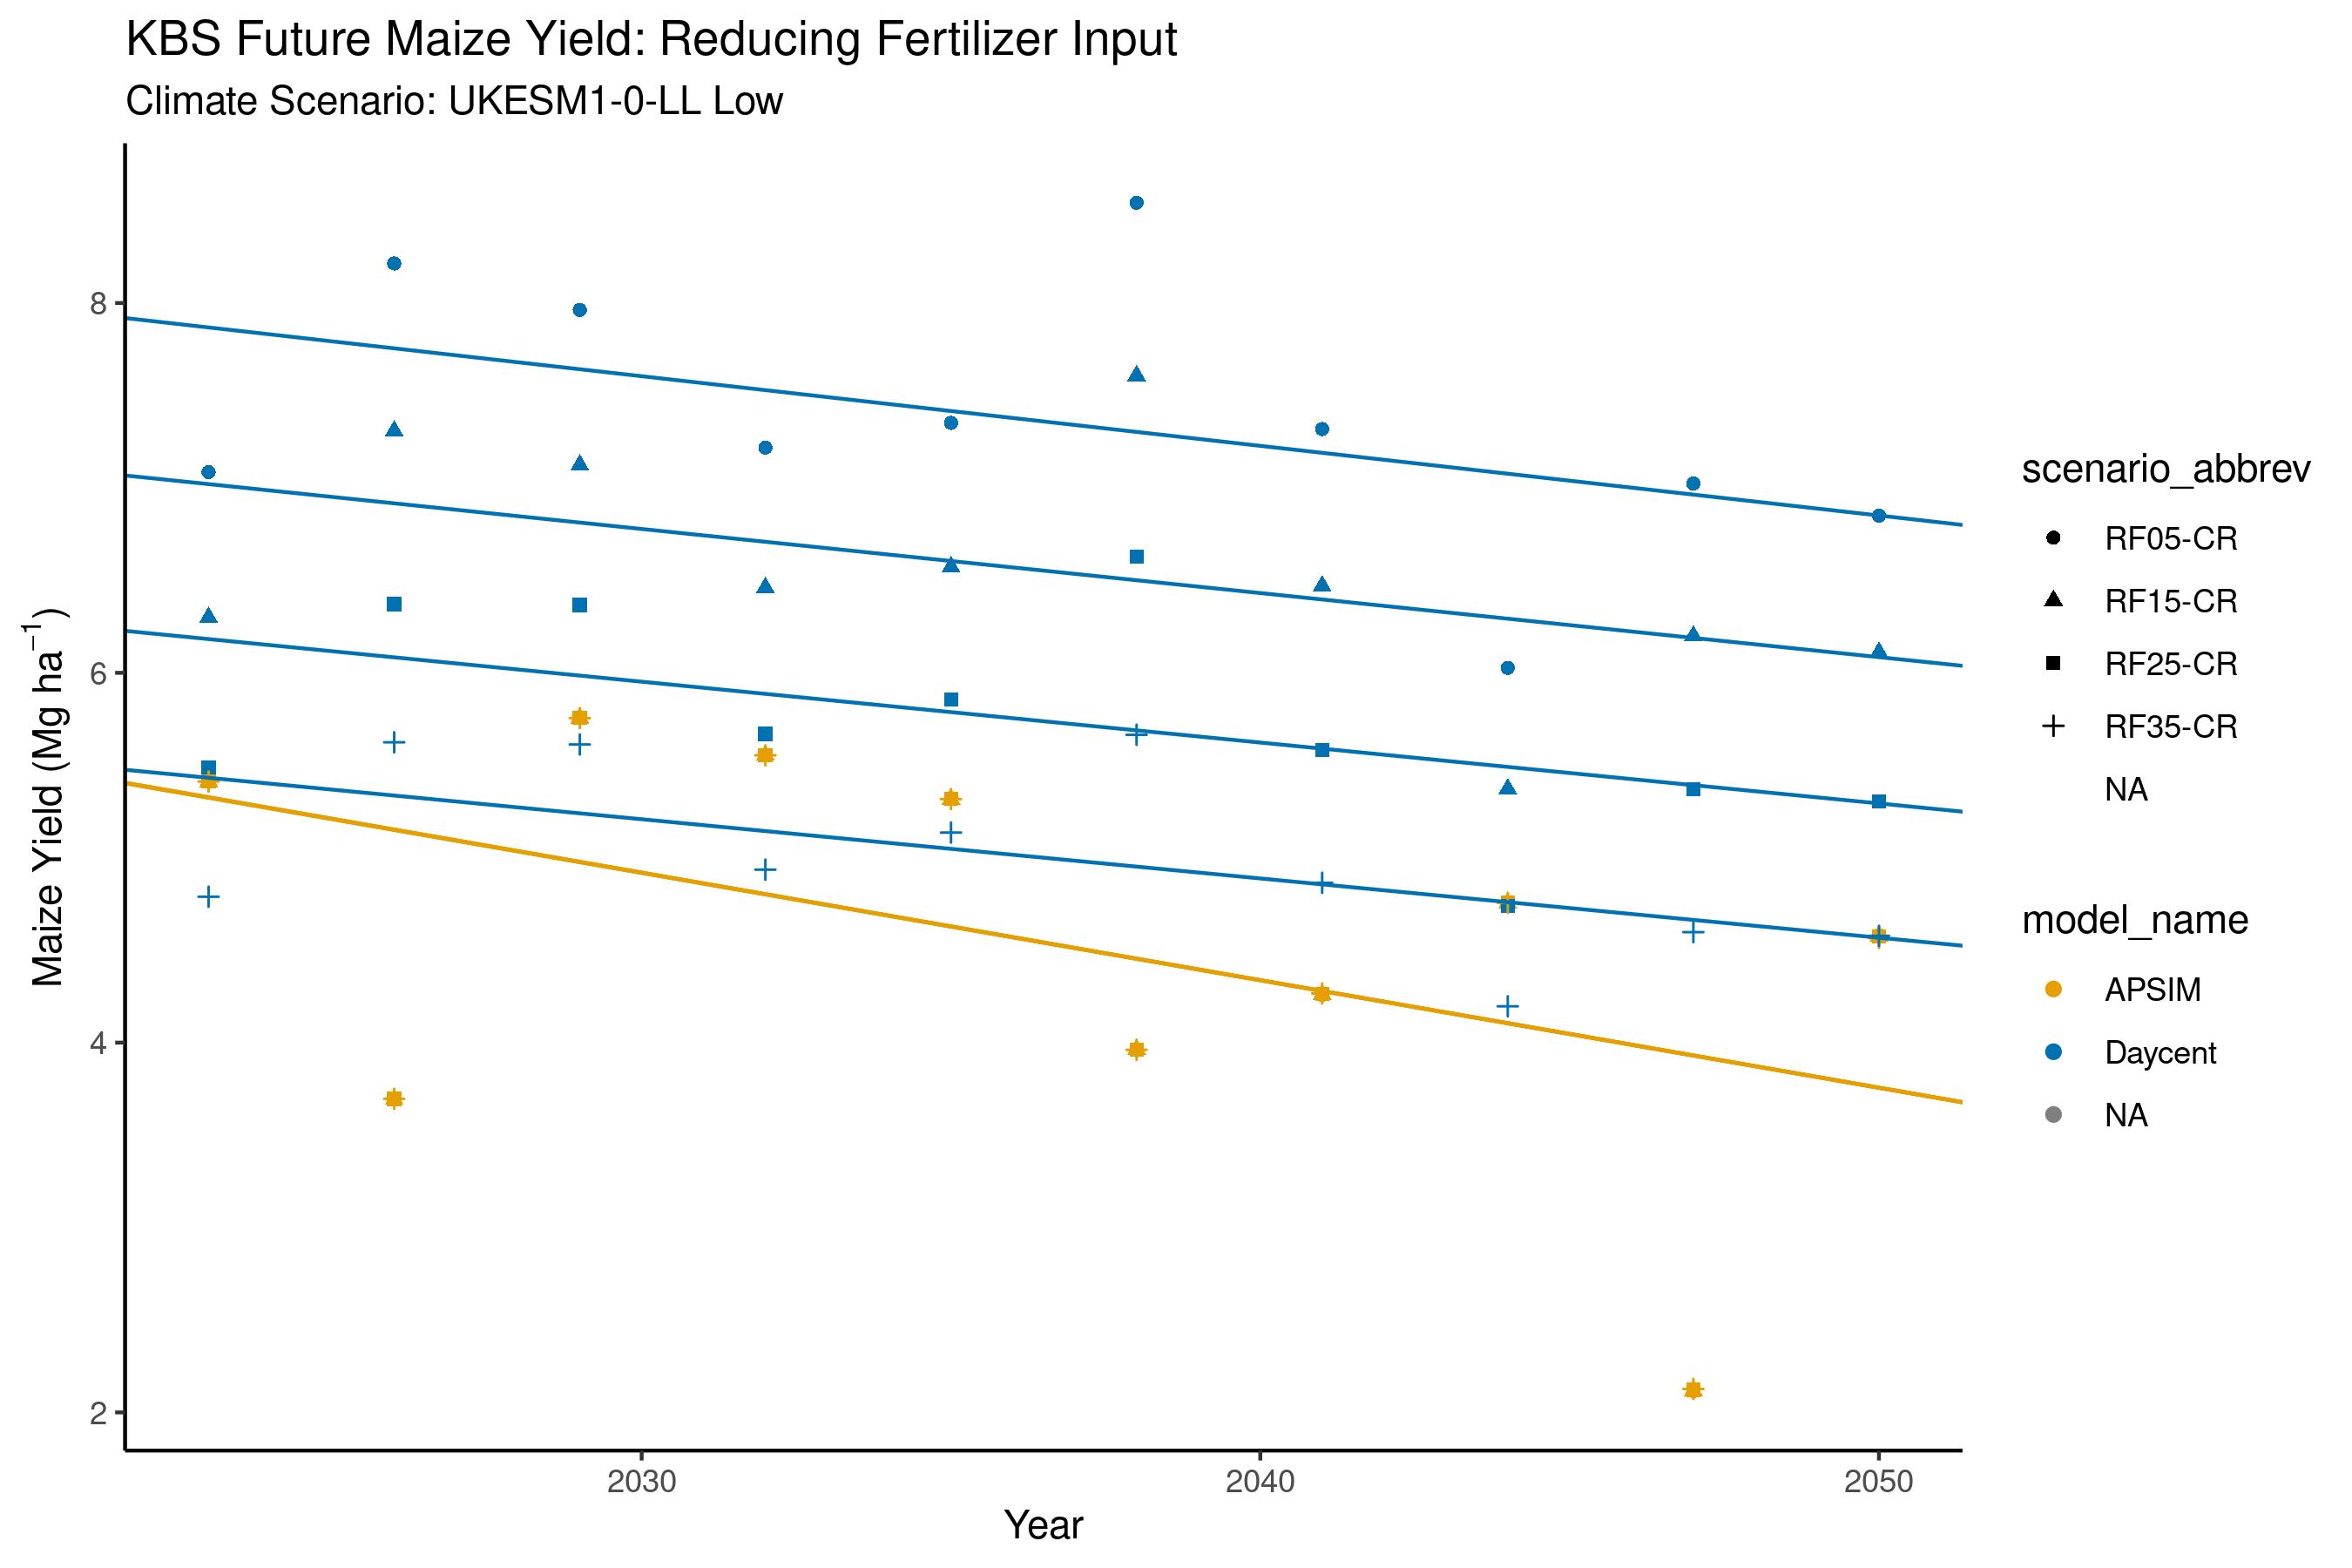 KBS Future Maize Yield: Reducing Fertilizer Input
Climate Scenario: UKESM1-0-LL Low
Maize Yield (Mg ha⁻¹)
8
6
4
2
2030
2040
2050
Year
scenario_abbrev
RF05-CR
RF15-CR
RF25-CR
RF35-CR
NA
model_name
APSIM
Daycent
NA